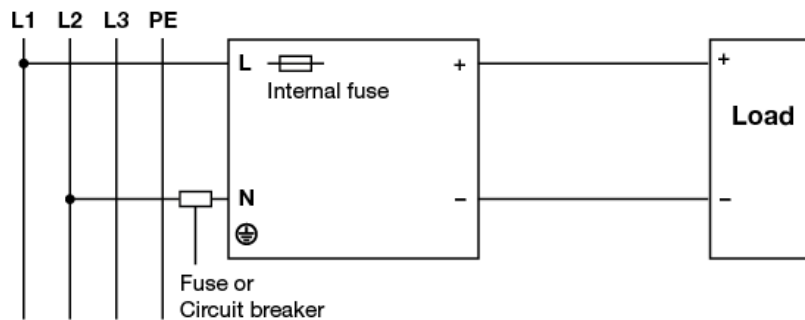 L1 L2 L3 PE
L
Internal fuse
+
+
Load
N
−
−
Fuse or
Circuit breaker